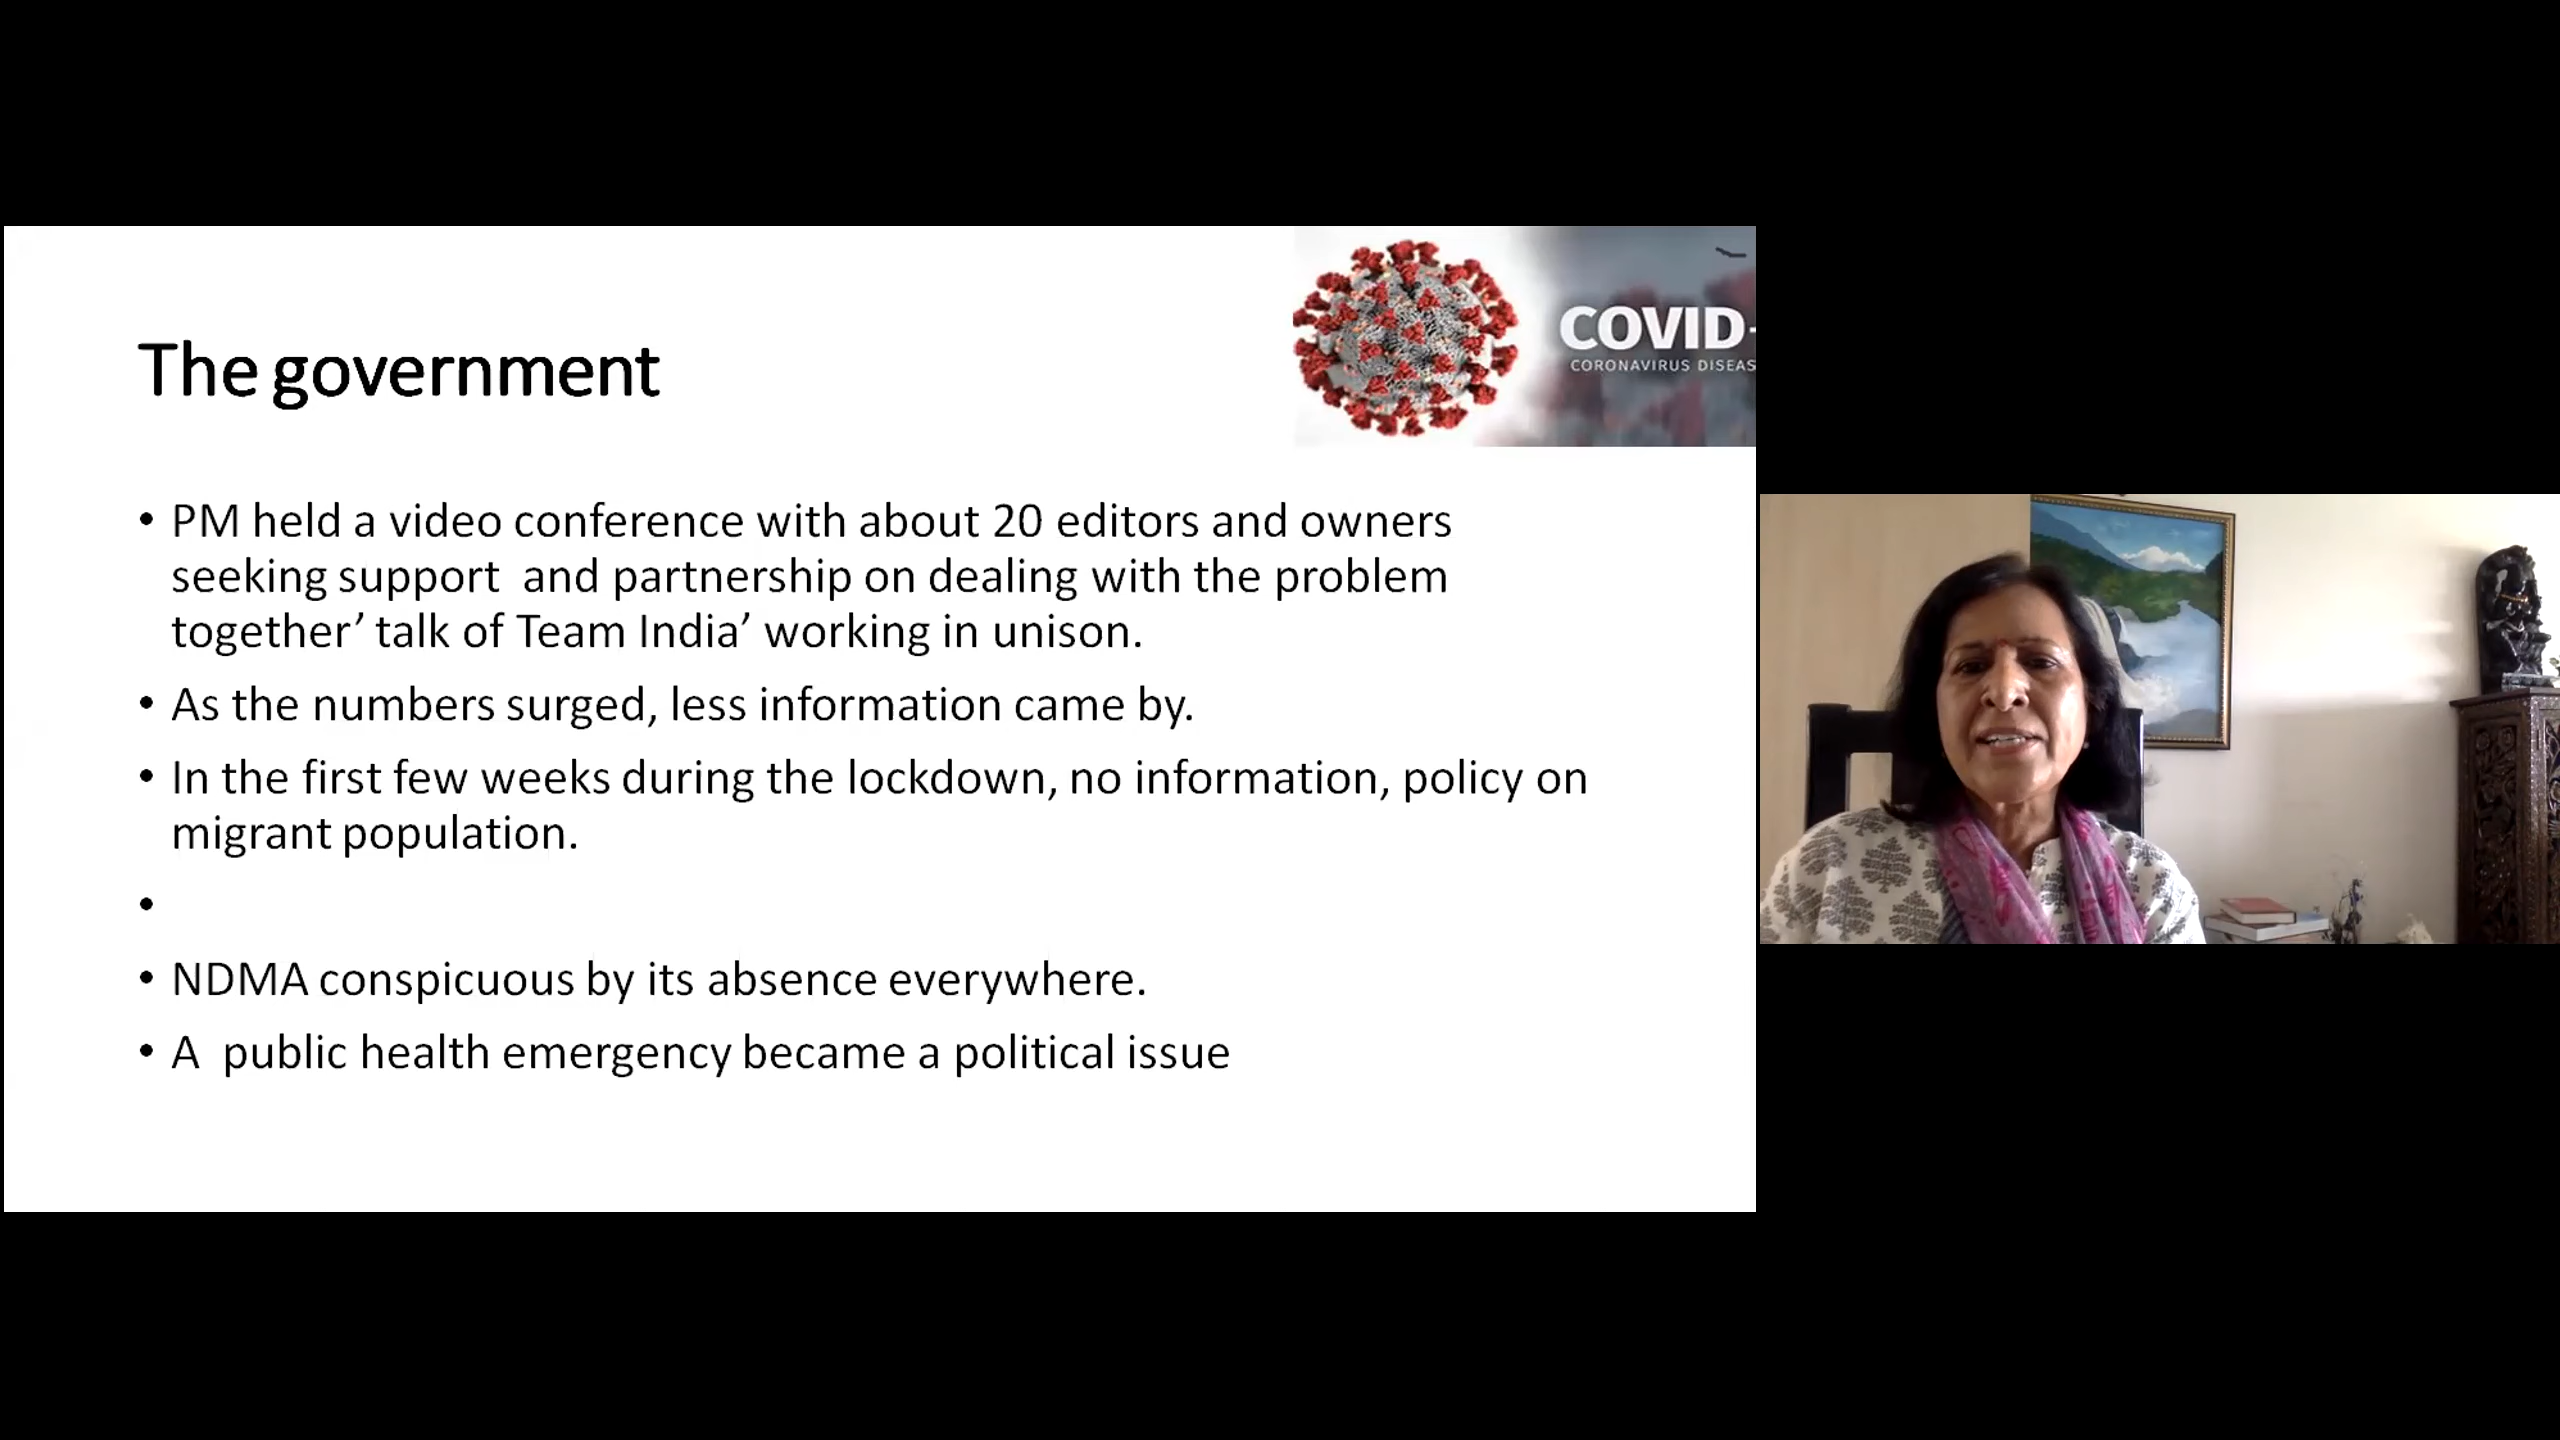 COVID-
CORONAVIRUS DISEAS
The government
• PM held a video conference with about 20 editors and owners
seeking support  and partnership on dealing with the problem
together’ talk of Team India’ working in unison.
• As the numbers surged, less information came by.
• In the first few weeks during the lockdown, no information, policy on
migrant population.
•
• NDMA conspicuous by its absence everywhere.
• A  public health emergency became a political issue